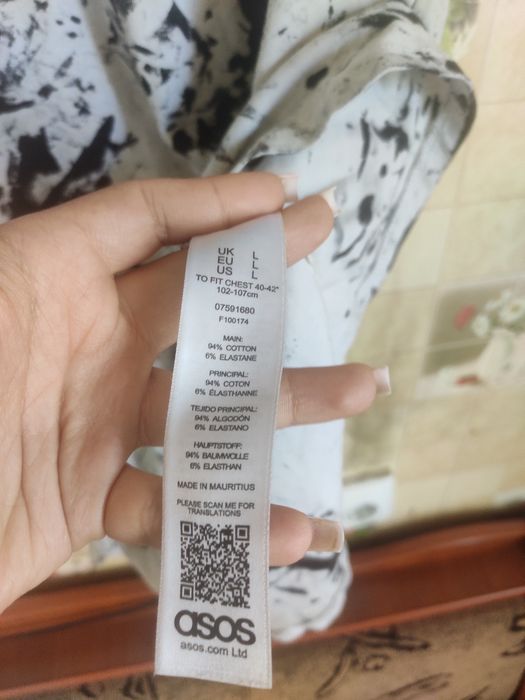 UK L
EU L
US L
TO FIT CHEST 40-42"
102-107cm
07591680
F100174
MAIN:
94% COTTON
6% ELASTANE
PRINCIPAL:
94% COTON
6% ÉLASTHANNE
TEJIDO PRINCIPAL:
94% ALGODÓN
6% ELASTANO
HAUPTSTOFF:
94% BAUMWOLLE
6% ELASTHAN
MADE IN MAURITIUS
PLEASE SCAN ME FOR
TRANSLATIONS
asos
asos.com Ltd